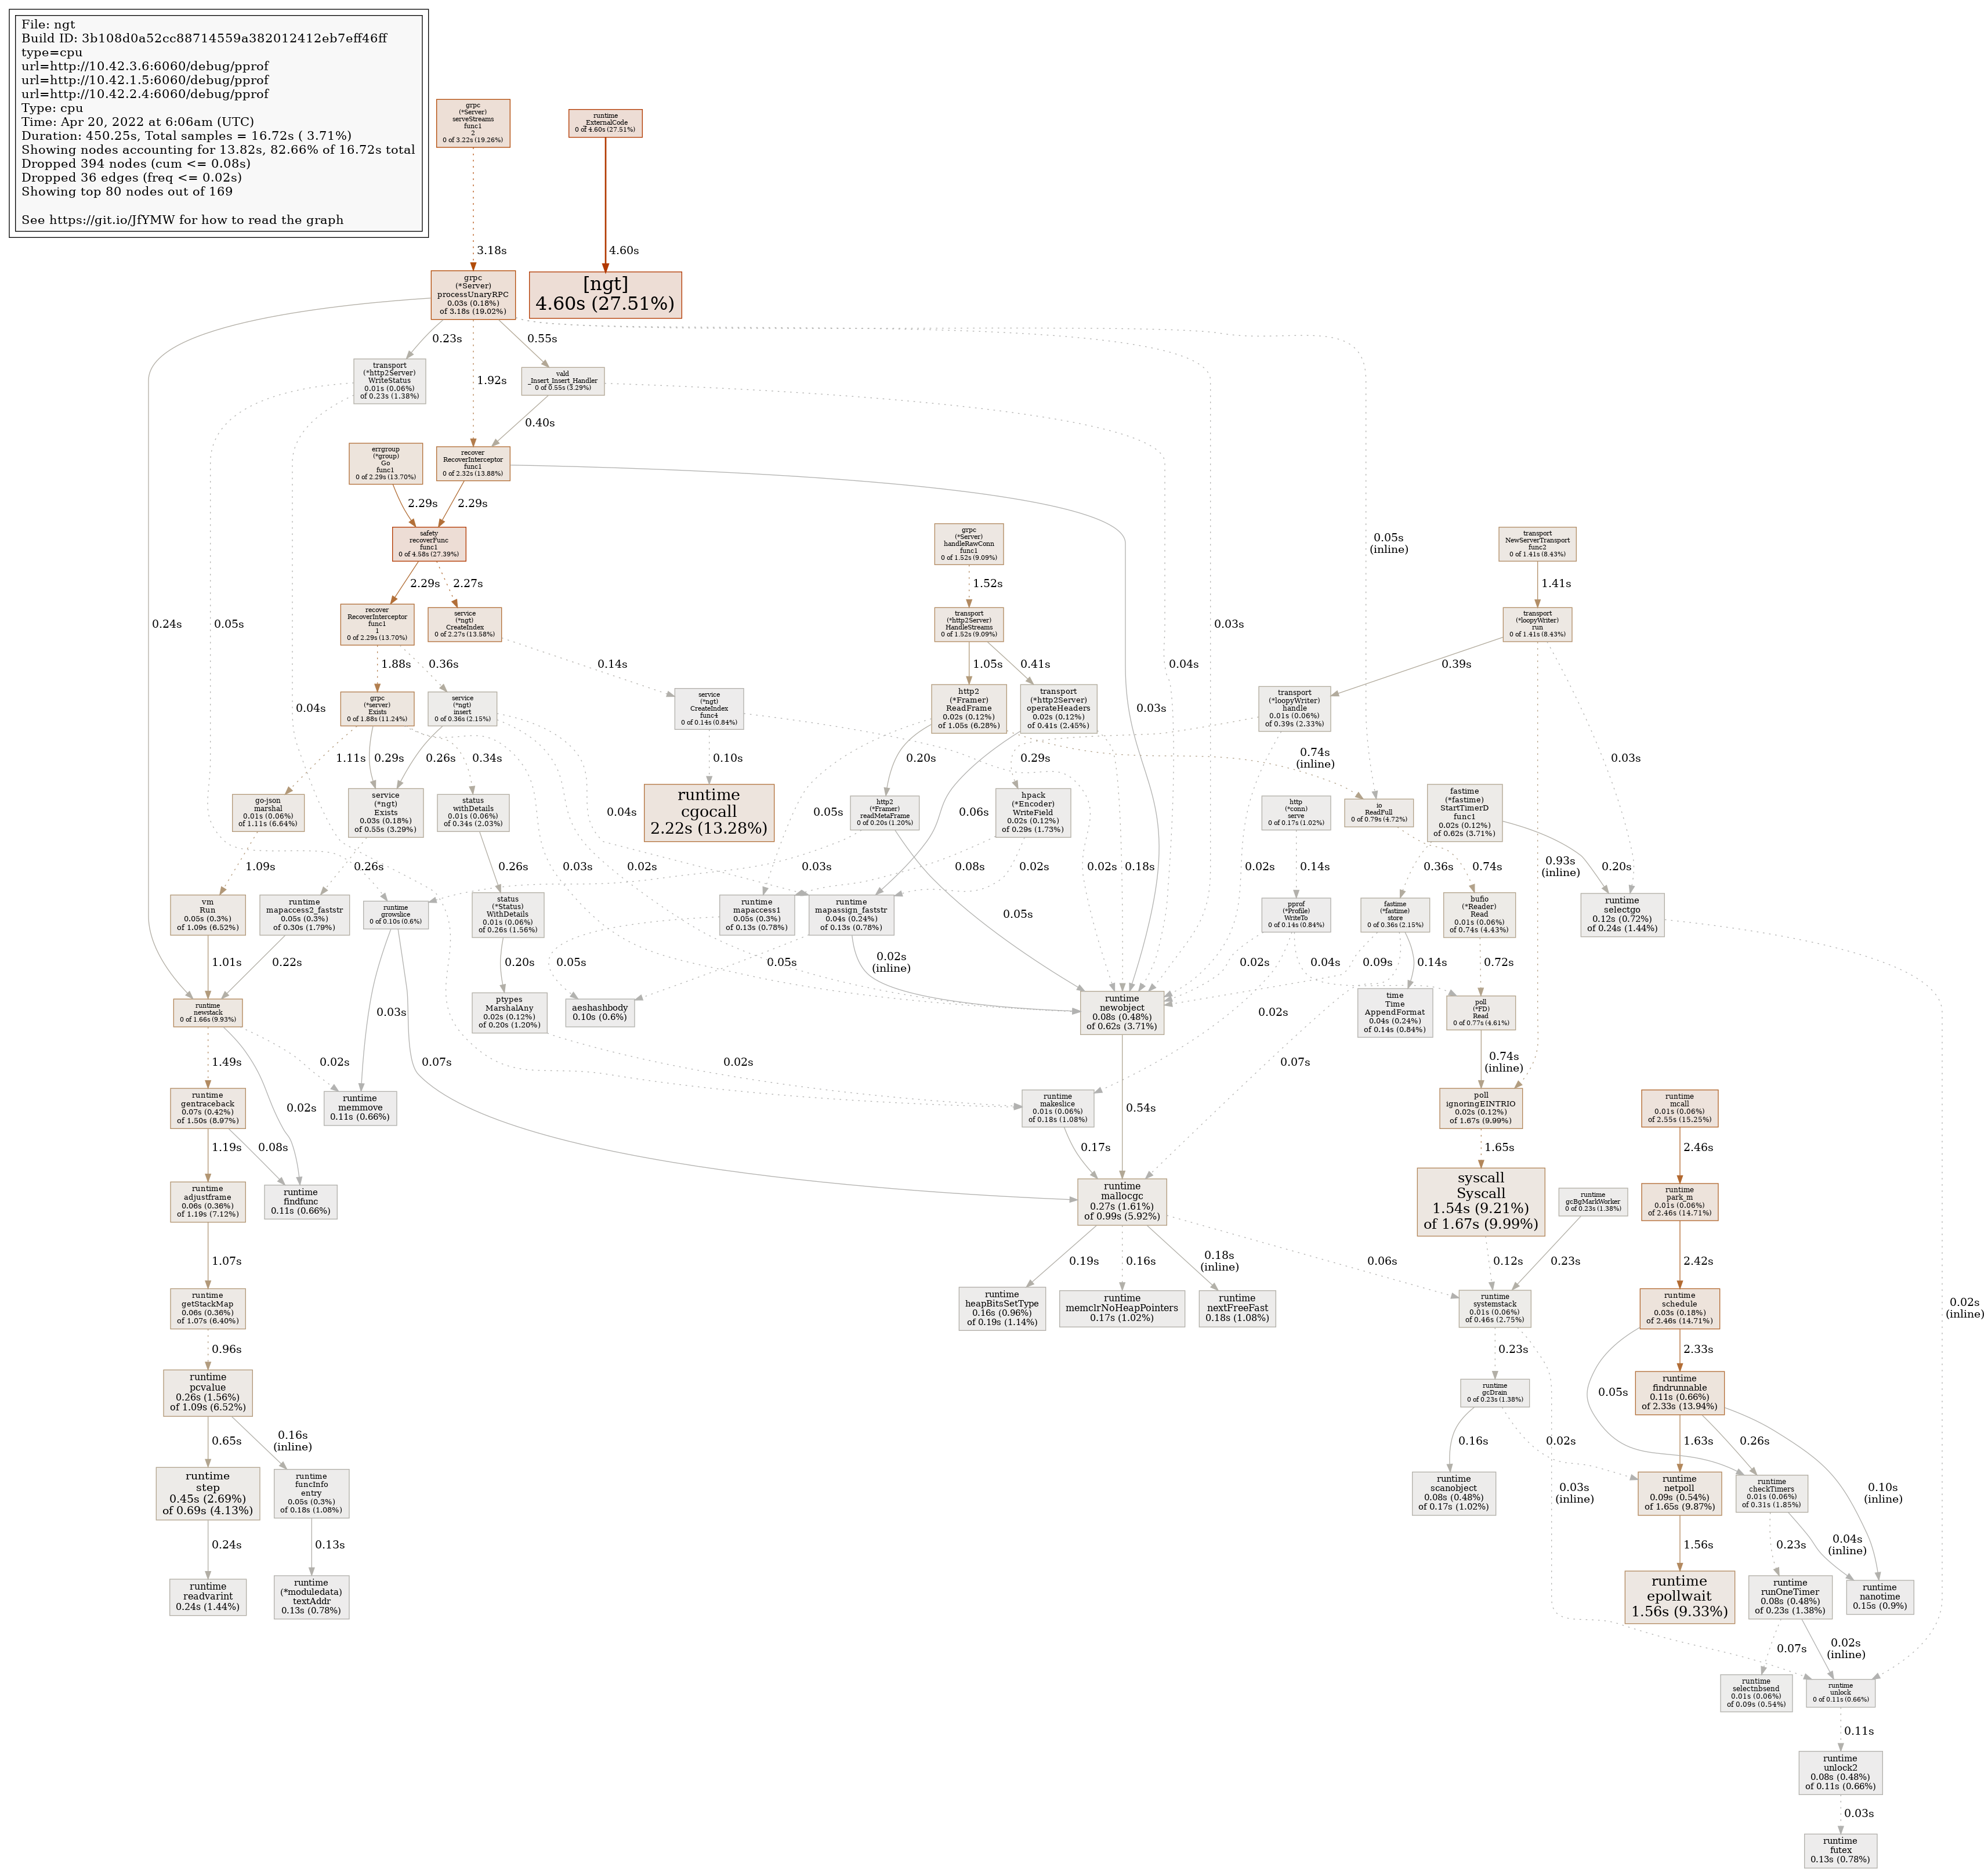 File: ngt
Build ID: 3b108d0a52cc88714559a382012412eb7eff46ff
type=cpu
url=http://10.42.3.6:6060/debug/pprof
url=http://10.42.1.5:6060/debug/pprof
url=http://10.42.2.4:6060/debug/pprof
Type: cpu
Time: Apr 20, 2022 at 6:06am (UTC)
Duration: 450.25s, Total samples = 16.72s ( 3.71%)
Showing nodes accounting for 13.82s, 82.66% of 16.72s total
Dropped 394 nodes (cum <= 0.08s)
Dropped 36 edges (freq <= 0.02s)
Showing top 80 nodes out of 169
See https://git.io/JfYMW for how to read the graph
grpc
(*Server)
serveStreams
func1
2
0 of 3.22s (19.26%)
runtime
_ExternalCode
0 of 4.60s (27.51%)
3.18s
4.60s
grpc
(*Server)
processUnaryRPC
0.03s (0.18%)
of 3.18s (19.02%)
[ngt]
4.60s (27.51%)
0.23s
0.55s
1.92s
transport
(*http2Server)
WriteStatus
0.01s (0.06%)
of 0.23s (1.38%)
vald
_Insert_Insert_Handler
0 of 0.55s (3.29%)
0.40s
errgroup
(*group)
Go
func1
0 of 2.29s (13.70%)
recover
RecoverInterceptor
func1
0 of 2.32s (13.88%)
2.29s
2.29s
safety
recoverFunc
func1
0 of 4.58s (27.39%)
grpc
(*Server)
handleRawConn
func1
0 of 1.52s (9.09%)
0.05s
(inline)
transport
NewServerTransport
func2
0 of 1.41s (8.43%)
2.29s
2.27s
1.52s
1.41s
recover
RecoverInterceptor
func1
1
0 of 2.29s (13.70%)
service
(*ngt)
CreateIndex
0 of 2.27s (13.58%)
transport
(*http2Server)
HandleStreams
0 of 1.52s (9.09%)
transport
(*loopyWriter)
run
0 of 1.41s (8.43%)
0.24s
0.05s
0.03s
1.88s
0.36s
0.14s
1.05s
0.41s
0.04s
0.39s
grpc
(*server)
Exists
0 of 1.88s (11.24%)
service
(*ngt)
insert
0 of 0.36s (2.15%)
service
(*ngt)
CreateIndex
func4
0 of 0.14s (0.84%)
http2
(*Framer)
ReadFrame
0.02s (0.12%)
of 1.05s (6.28%)
transport
(*http2Server)
operateHeaders
0.02s (0.12%)
of 0.41s (2.45%)
transport
(*loopyWriter)
handle
0.01s (0.06%)
of 0.39s (2.33%)
0.04s
0.03s
1.11s
0.29s
0.26s
0.34s
0.10s
0.20s
0.29s
0.74s
(inline)
0.03s
go-json
marshal
0.01s (0.06%)
of 1.11s (6.64%)
service
(*ngt)
Exists
0.03s (0.18%)
of 0.55s (3.29%)
status
withDetails
0.01s (0.06%)
of 0.34s (2.03%)
0.04s
runtime
cgocall
2.22s (13.28%)
0.05s
http2
(*Framer)
readMetaFrame
0 of 0.20s (1.20%)
0.06s
hpack
(*Encoder)
WriteField
0.02s (0.12%)
of 0.29s (1.73%)
http
(*conn)
serve
0 of 0.17s (1.02%)
io
ReadFull
0 of 0.79s (4.72%)
fastime
(*fastime)
StartTimerD
func1
0.02s (0.12%)
of 0.62s (3.71%)
1.09s
0.26s
0.26s
0.03s
0.02s
0.03s
0.08s
0.02s
0.02s
0.18s
0.02s
0.14s
0.36s
0.74s
0.93s
(inline)
0.20s
vm
Run
0.05s (0.3%)
of 1.09s (6.52%)
runtime
mapaccess2_faststr
0.05s (0.3%)
of 0.30s (1.79%)
runtime
growslice
0 of 0.10s (0.6%)
status
(*Status)
WithDetails
0.01s (0.06%)
of 0.26s (1.56%)
runtime
mapaccess1
0.05s (0.3%)
of 0.13s (0.78%)
runtime
mapassign_faststr
0.04s (0.24%)
of 0.13s (0.78%)
0.05s
pprof
(*Profile)
WriteTo
0 of 0.14s (0.84%)
fastime
(*fastime)
store
0 of 0.36s (2.15%)
bufio
(*Reader)
Read
0.01s (0.06%)
of 0.74s (4.43%)
runtime
selectgo
0.12s (0.72%)
of 0.24s (1.44%)
1.01s
0.22s
0.20s
0.05s
0.05s
0.02s
(inline)
0.02s
0.04s
0.09s
0.14s
0.72s
runtime
newstack
0 of 1.66s (9.93%)
0.03s
ptypes
MarshalAny
0.02s (0.12%)
of 0.20s (1.20%)
aeshashbody
0.10s (0.6%)
runtime
newobject
0.08s (0.48%)
of 0.62s (3.71%)
0.02s
time
Time
AppendFormat
0.04s (0.24%)
of 0.14s (0.84%)
poll
(*FD)
Read
0 of 0.77s (4.61%)
1.49s
0.02s
0.07s
0.02s
0.07s
0.74s
(inline)
runtime
gentraceback
0.07s (0.42%)
of 1.50s (8.97%)
0.02s
runtime
memmove
0.11s (0.66%)
runtime
makeslice
0.01s (0.06%)
of 0.18s (1.08%)
0.54s
poll
ignoringEINTRIO
0.02s (0.12%)
of 1.67s (9.99%)
runtime
mcall
0.01s (0.06%)
of 2.55s (15.25%)
1.19s
0.08s
0.17s
1.65s
2.46s
runtime
adjustframe
0.06s (0.36%)
of 1.19s (7.12%)
runtime
findfunc
0.11s (0.66%)
runtime
mallocgc
0.27s (1.61%)
of 0.99s (5.92%)
syscall
Syscall
1.54s (9.21%)
of 1.67s (9.99%)
runtime
gcBgMarkWorker
0 of 0.23s (1.38%)
runtime
park_m
0.01s (0.06%)
of 2.46s (14.71%)
1.07s
0.19s
0.16s
0.18s
(inline)
0.06s
0.12s
0.23s
2.42s
runtime
getStackMap
0.06s (0.36%)
of 1.07s (6.40%)
runtime
heapBitsSetType
0.16s (0.96%)
of 0.19s (1.14%)
runtime
memclrNoHeapPointers
0.17s (1.02%)
runtime
nextFreeFast
0.18s (1.08%)
runtime
systemstack
0.01s (0.06%)
of 0.46s (2.75%)
runtime
schedule
0.03s (0.18%)
of 2.46s (14.71%)
0.02s
(inline)
0.96s
0.23s
2.33s
runtime
pcvalue
0.26s (1.56%)
of 1.09s (6.52%)
runtime
gcDrain
0 of 0.23s (1.38%)
0.05s
runtime
findrunnable
0.11s (0.66%)
of 2.33s (13.94%)
0.65s
0.16s
(inline)
0.16s
0.02s
1.63s
0.26s
runtime
step
0.45s (2.69%)
of 0.69s (4.13%)
runtime
funcInfo
entry
0.05s (0.3%)
of 0.18s (1.08%)
runtime
scanobject
0.08s (0.48%)
of 0.17s (1.02%)
0.03s
(inline)
runtime
netpoll
0.09s (0.54%)
of 1.65s (9.87%)
runtime
checkTimers
0.01s (0.06%)
of 0.31s (1.85%)
0.10s
(inline)
0.24s
0.13s
1.56s
0.23s
0.04s
(inline)
runtime
readvarint
0.24s (1.44%)
runtime
(*moduledata)
textAddr
0.13s (0.78%)
runtime
epollwait
1.56s (9.33%)
runtime
runOneTimer
0.08s (0.48%)
of 0.23s (1.38%)
runtime
nanotime
0.15s (0.9%)
0.07s
0.02s
(inline)
runtime
selectnbsend
0.01s (0.06%)
of 0.09s (0.54%)
runtime
unlock
0 of 0.11s (0.66%)
0.11s
runtime
unlock2
0.08s (0.48%)
of 0.11s (0.66%)
0.03s
runtime
futex
0.13s (0.78%)